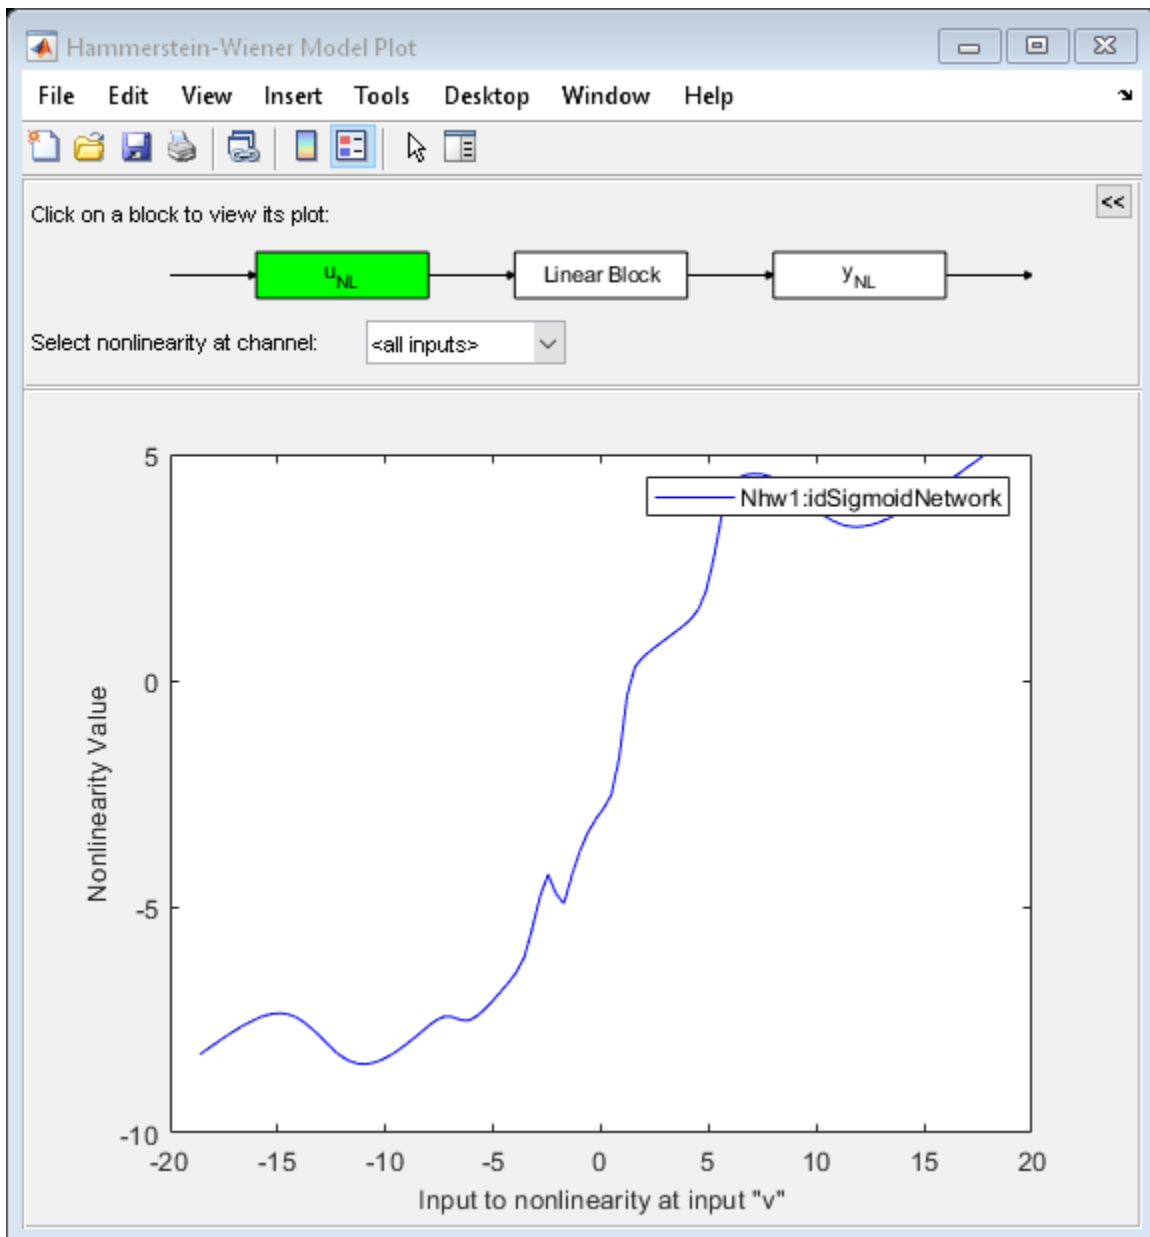 Hammerstein-Wiener Model Plot
File Edit View Insert Tools Desktop Window Help
Click on a block to view its plot:
<<
uNL Linear Block yNL
Select nonlinearity at channel: <all inputs>
5
Nhw1:idSigmoidNetwork
0
-5
-10
Nonlinearity Value
-20 -15 -10 -5 0 5 10 15 20
Input to nonlinearity at input "v"